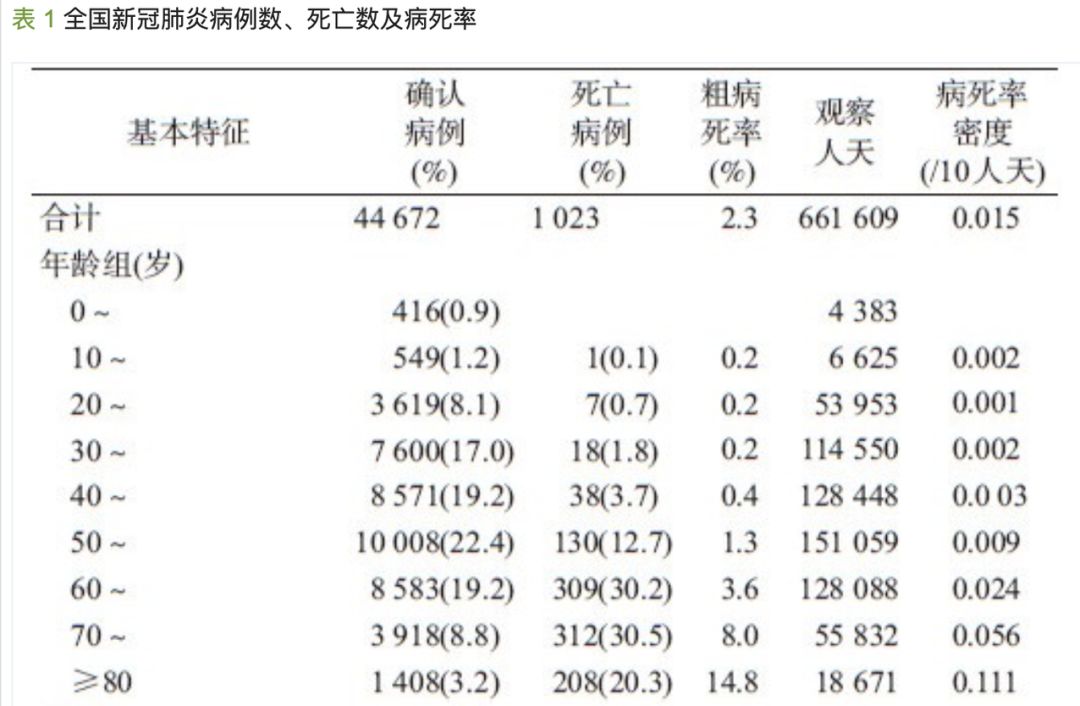 表 1 全国新冠肺炎病例数、死亡数及病死率
基本特征 确认病例(%) 死亡病例(%) 粗病死率(%) 观察人天 病死率密度(/10人天)
合计 44 672 1 023 2.3 661 609 0.015
年龄组(岁)
0～ 416(0.9) 4 383
10～ 549(1.2) 1(0.1) 0.2 6 625 0.002
20～ 3 619(8.1) 7(0.7) 0.2 53 953 0.001
30～ 7 600(17.0) 18(1.8) 0.2 114 550 0.002
40～ 8 571(19.2) 38(3.7) 0.4 128 448 0.0 03
50～ 10 008(22.4) 130(12.7) 1.3 151 059 0.009
60～ 8 583(19.2) 309(30.2) 3.6 128 088 0.024
70～ 3 918(8.8) 312(30.5) 8.0 55 832 0.056
≥80 1 408(3.2) 208(20.3) 14.8 18 671 0.111